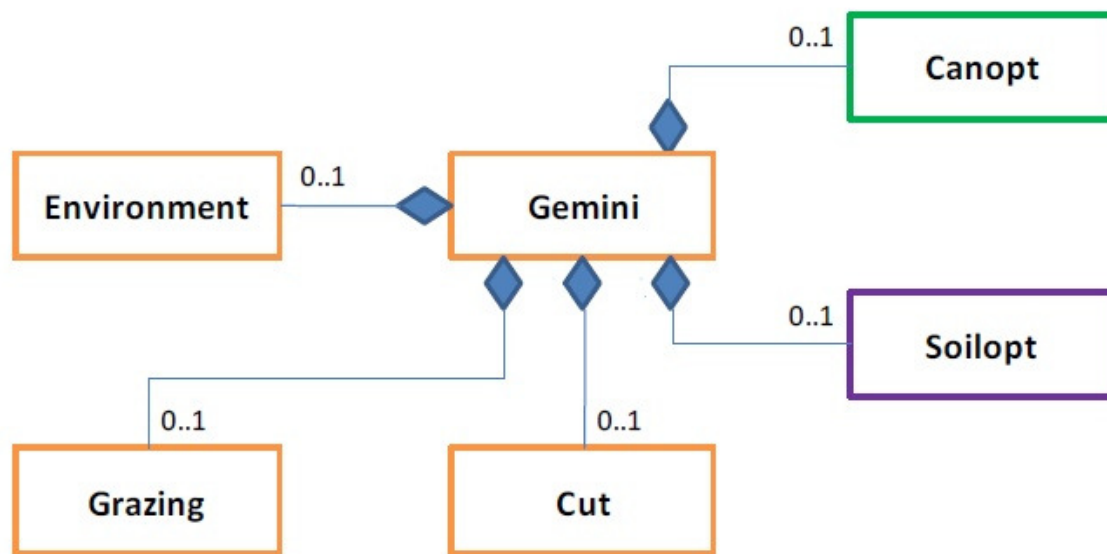 0..1
Canopt
0..1
Environment
Gemini
0..1
Soilopt
0..1
0..1
Grazing
Cut